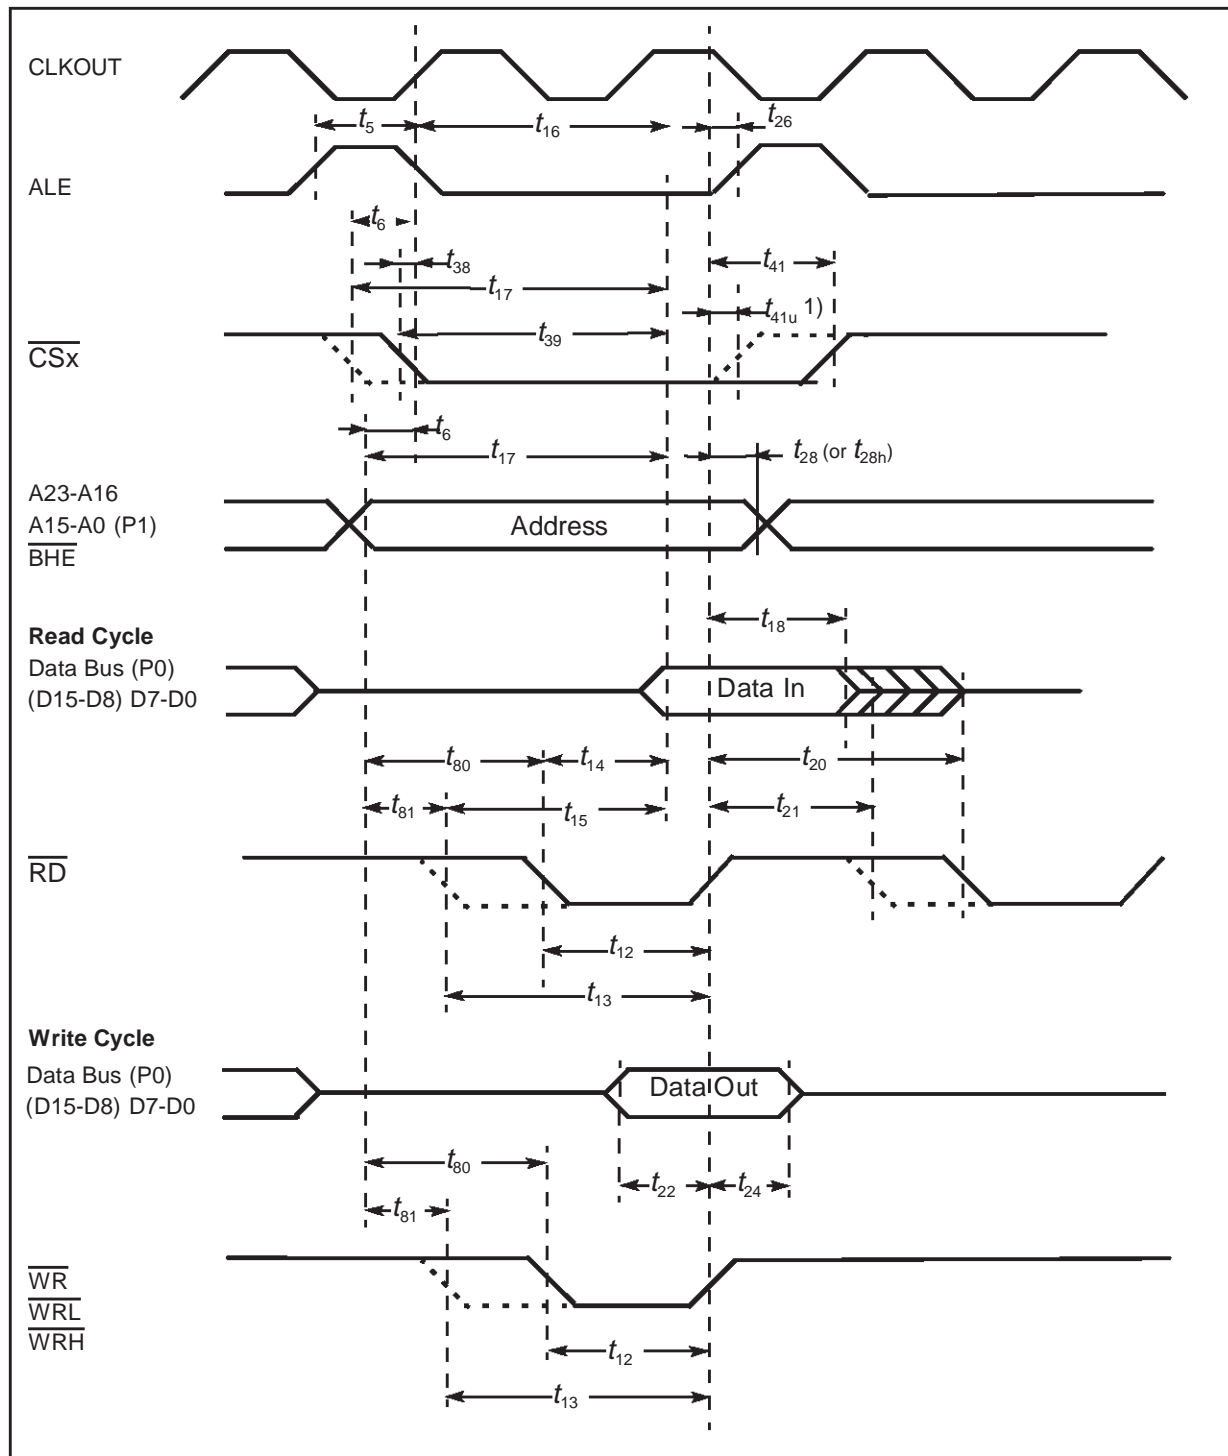 CLKOUT
t5 t16 t26
ALE
t6
t38
t17
t41
t41u 1)
t39
CSx
t6
t17
t28 (or t28h)
A23-A16
A15-A0 (P1)
BHE
Address
t18
Read Cycle
Data Bus (P0)
(D15-D8) D7-D0
Data In
t80 t14 t20
t81 t15 t21
RD
t12
t13
Write Cycle
Data Bus (P0)
(D15-D8) D7-D0
Data Out
t80
t22 t24
t81
WR
WRL
WRH
t12
t13